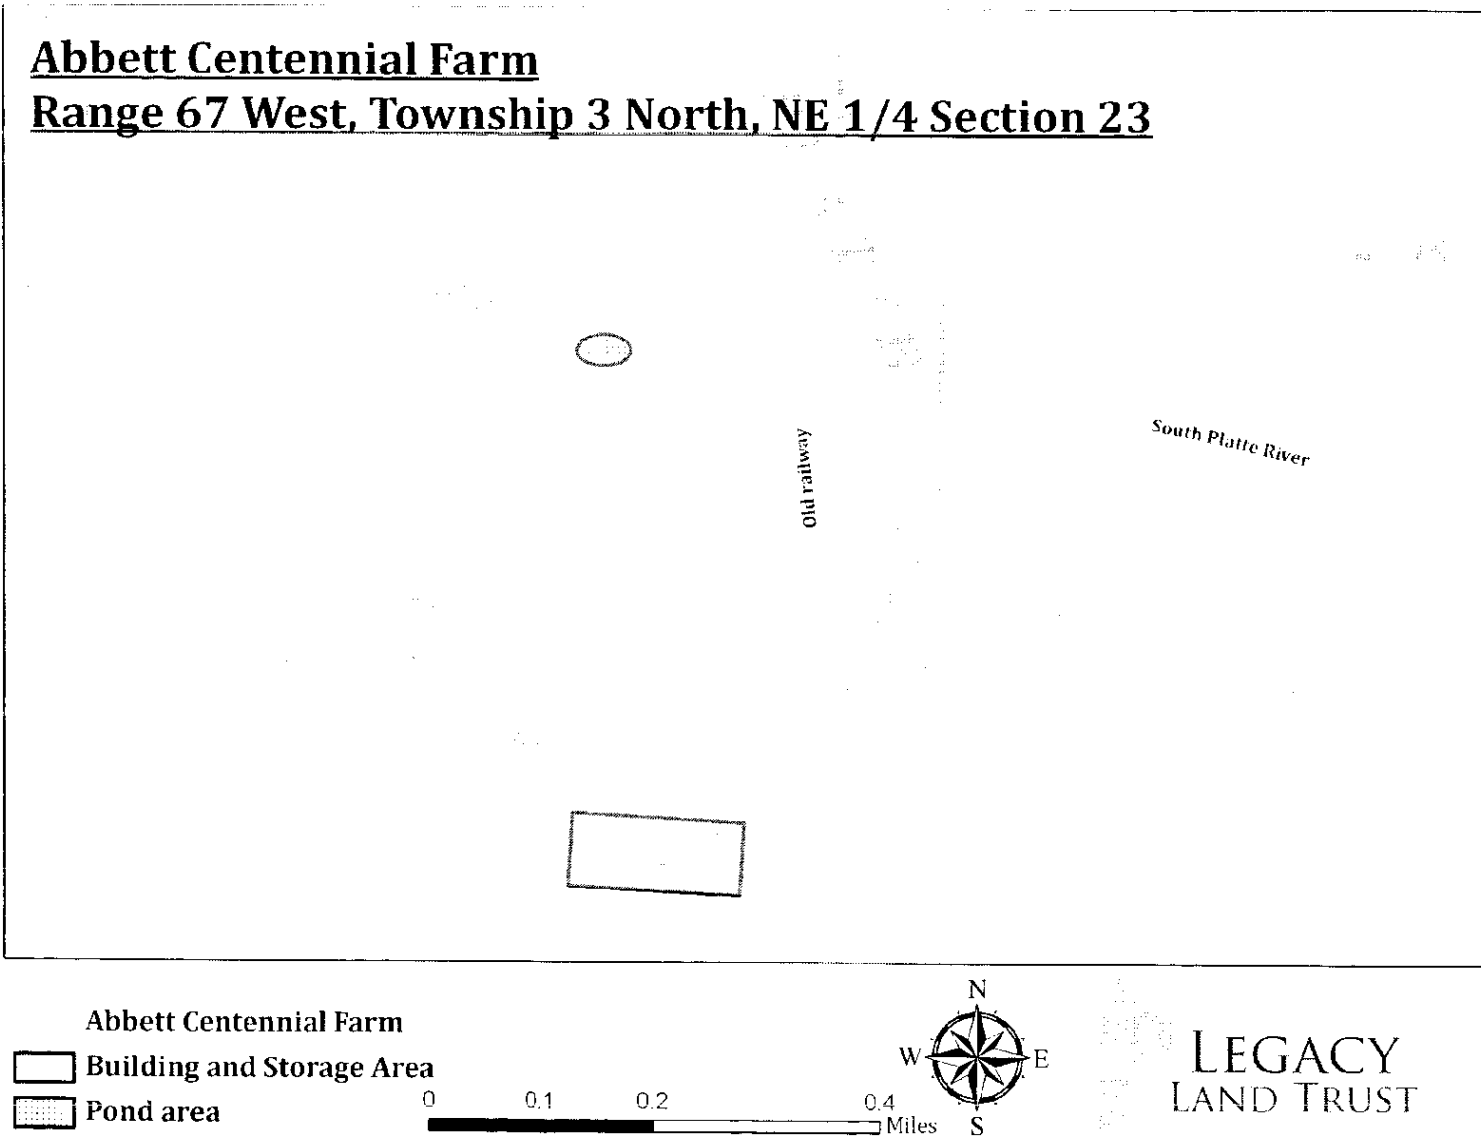 Abbett Centennial Farm
Range 67 West, Township 3 North, NE 1/4 Section 23
South Platte River
Old railway
Abbett Centennial Farm
Building and Storage Area
Pond area
0 0.1 0.2 0.4
Miles
N
W E
S
LEGACY
LAND TRUST